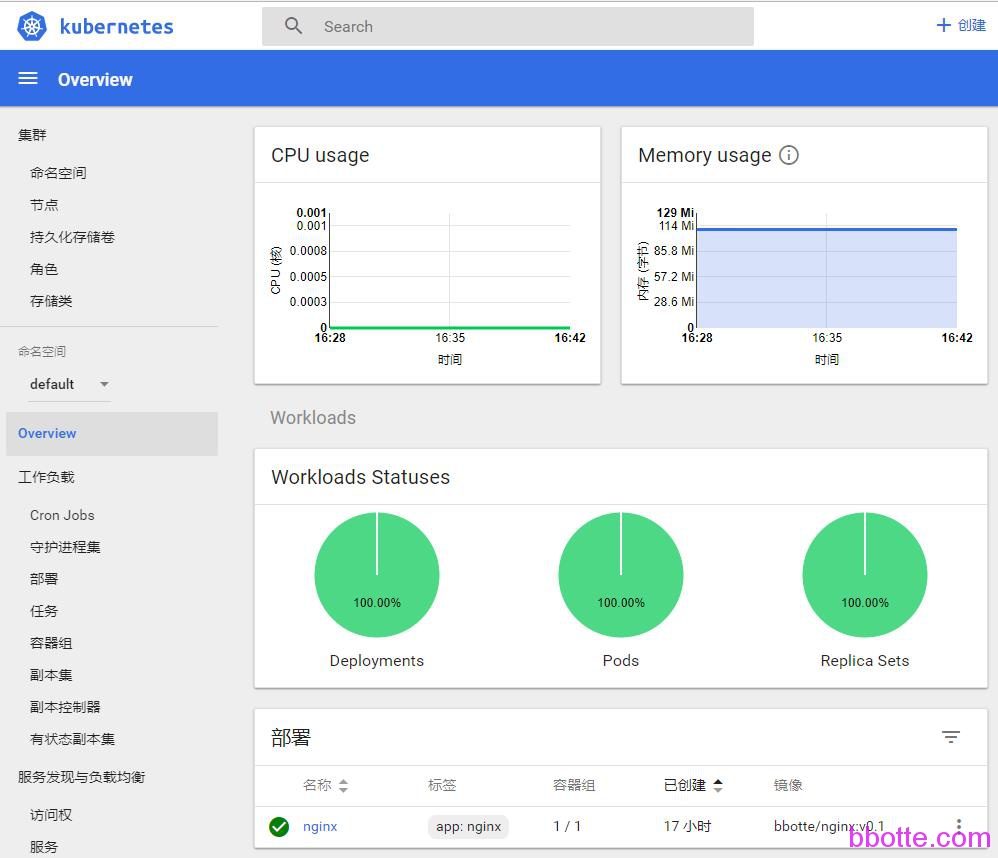 kubernetes
Search
创建
Overview
集群
命名空间
节点
持久化存储卷
角色
存储类
命名空间
default
Overview
工作负载
Cron Jobs
守护进程集
部署
任务
容器组
副本集
副本控制器
有状态副本集
服务发现与负载均衡
访问权
服务
CPU usage
CPU (核)
0.001
0.001
0.0008
0.0005
0.0003
0
16:28
16:35
16:42
时间
Memory usage
内存 (字节)
129 Mi
114 Mi
85.8 Mi
57.2 Mi
28.6 Mi
0
16:28
16:35
16:42
时间
Workloads
Workloads Statuses
100.00%
100.00%
100.00%
Deployments
Pods
Replica Sets
部署
名称 标签 容器组 已创建 镜像
nginx app: nginx 1 / 1 17 小时 bbotte/nginx:v0.1
bbotte.com